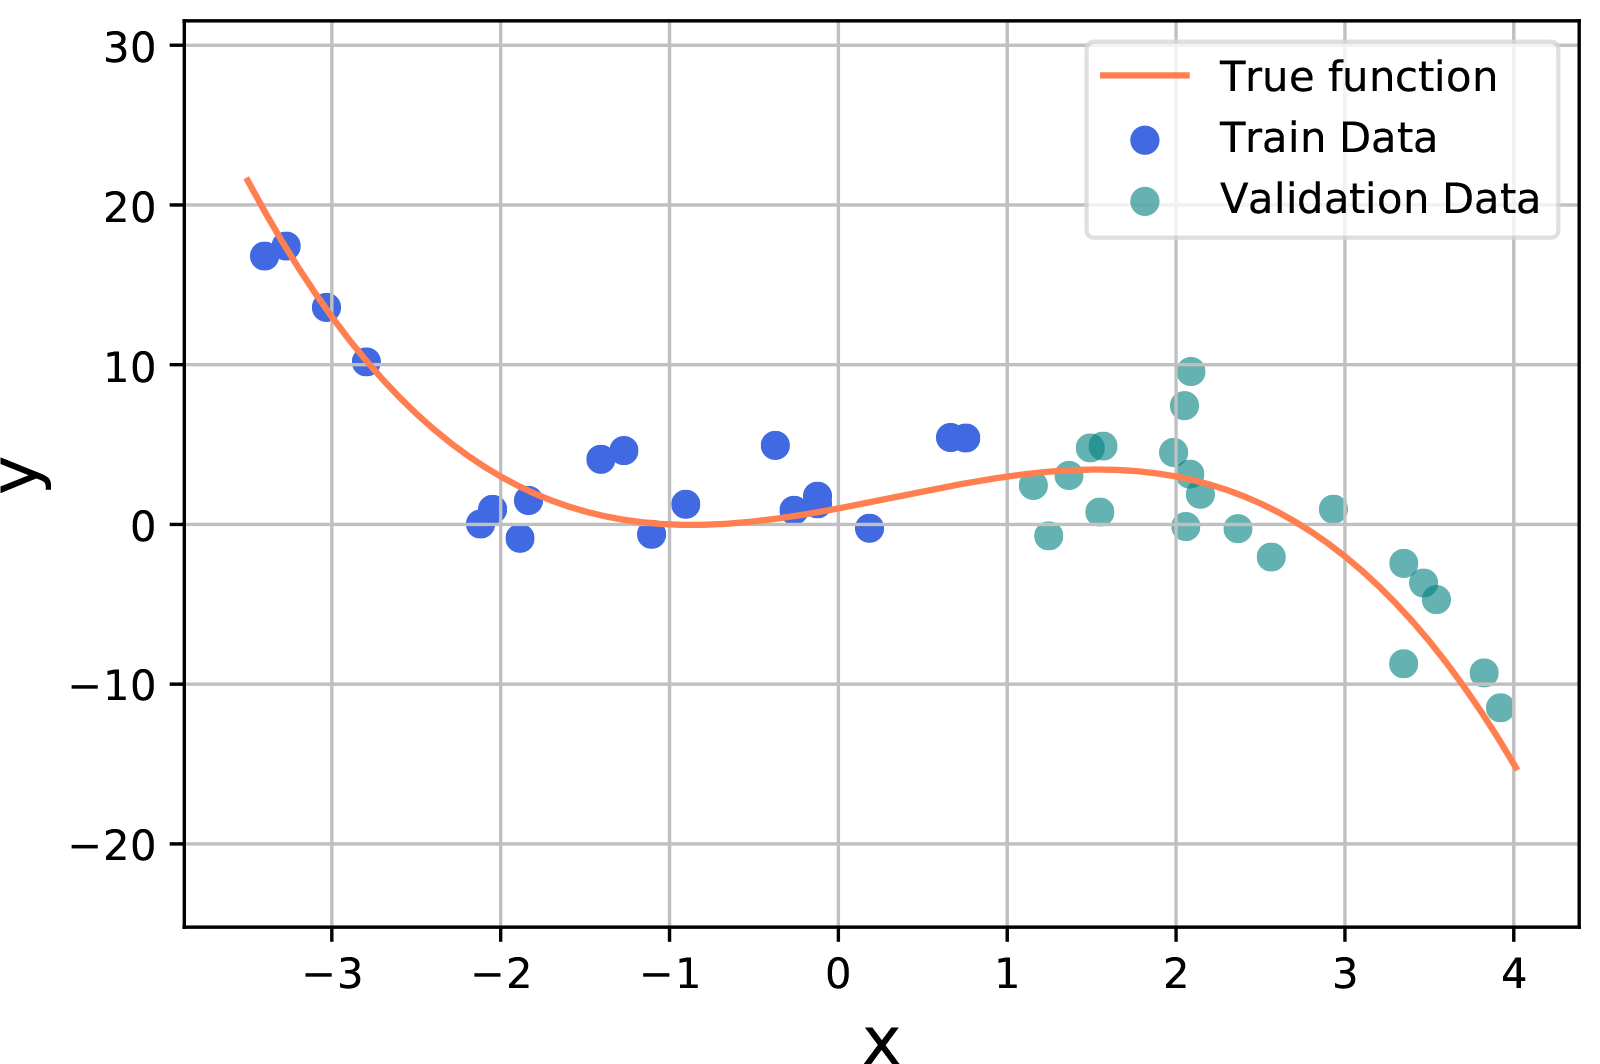 30
20
10
0
−10
−20
y
True function
Train Data
Validation Data
−3 −2 −1 0 1 2 3 4
x